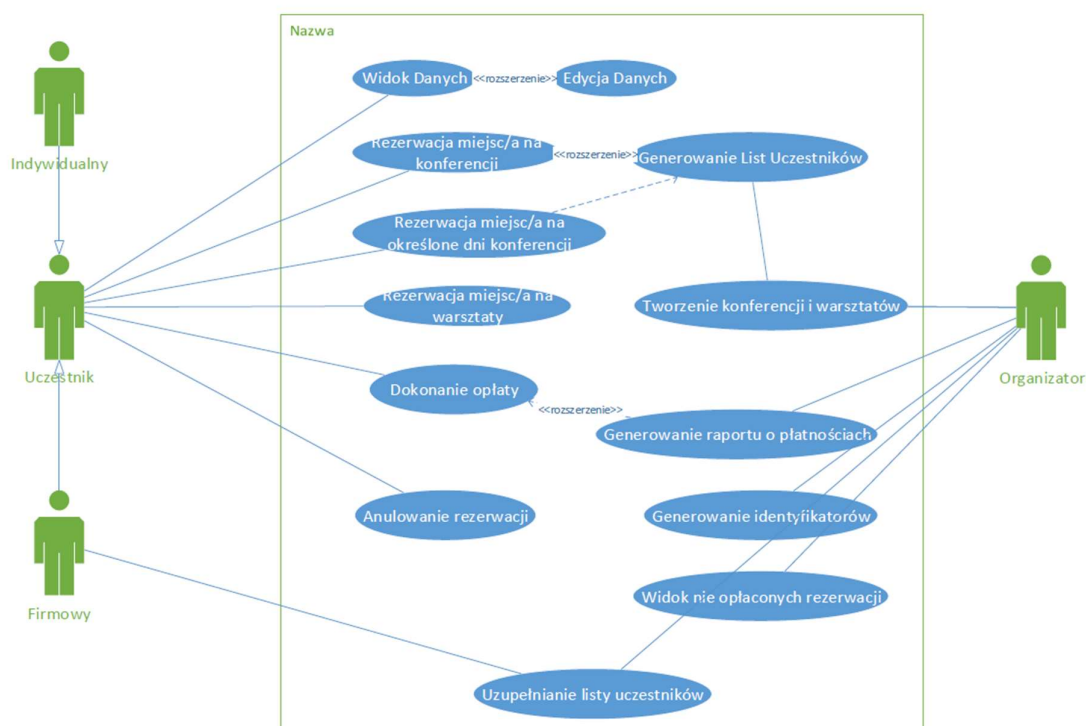 Nazwa
Widok Danych
<<rozszerzenie>>
Edycja Danych
Indywidualny
Rezerwacja miejsc/a na
konferencji
<<rozszerzenie>>
Generowanie List Uczestników
Rezerwacja miejsc/a na
określone dni konferencji
Rezerwacja miejsc/a na
warsztaty
Tworzenie konferencji i warsztatów
Uczestnik
Organizator
Dokonanie opłaty
<<rozszerzenie>>
Generowanie raportu o płatnościach
Anulowanie rezerwacji
Generowanie identyfikatorów
Widok nie opłaconych rezerwacji
Firmowy
Uzupełnianie listy uczestników